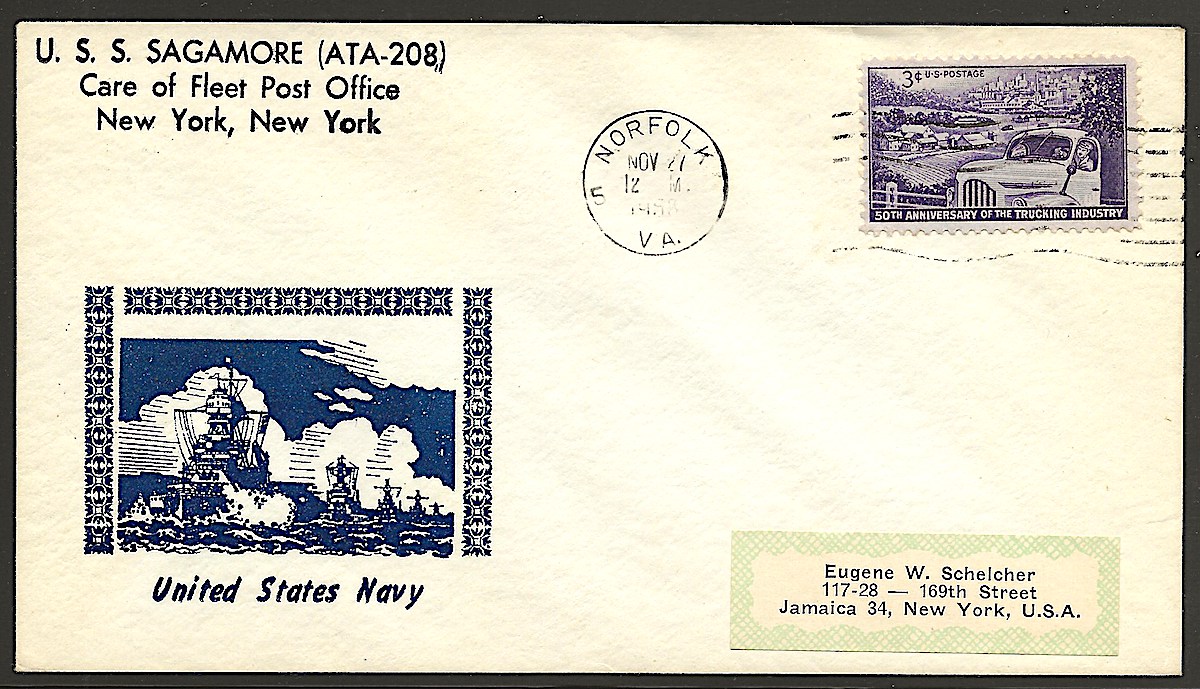 U. S. S. SAGAMORE (ATA-208)
Care of Fleet Post Office
New York, New York
NORFOLK
NOV 27
12 M.
1953
5
VA.
3¢ U·S·POSTAGE
50TH ANNIVERSARY OF THE TRUCKING INDUSTRY
United States Navy
Eugene W. Schelcher
117-28 — 169th Street
Jamaica 34, New York, U.S.A.